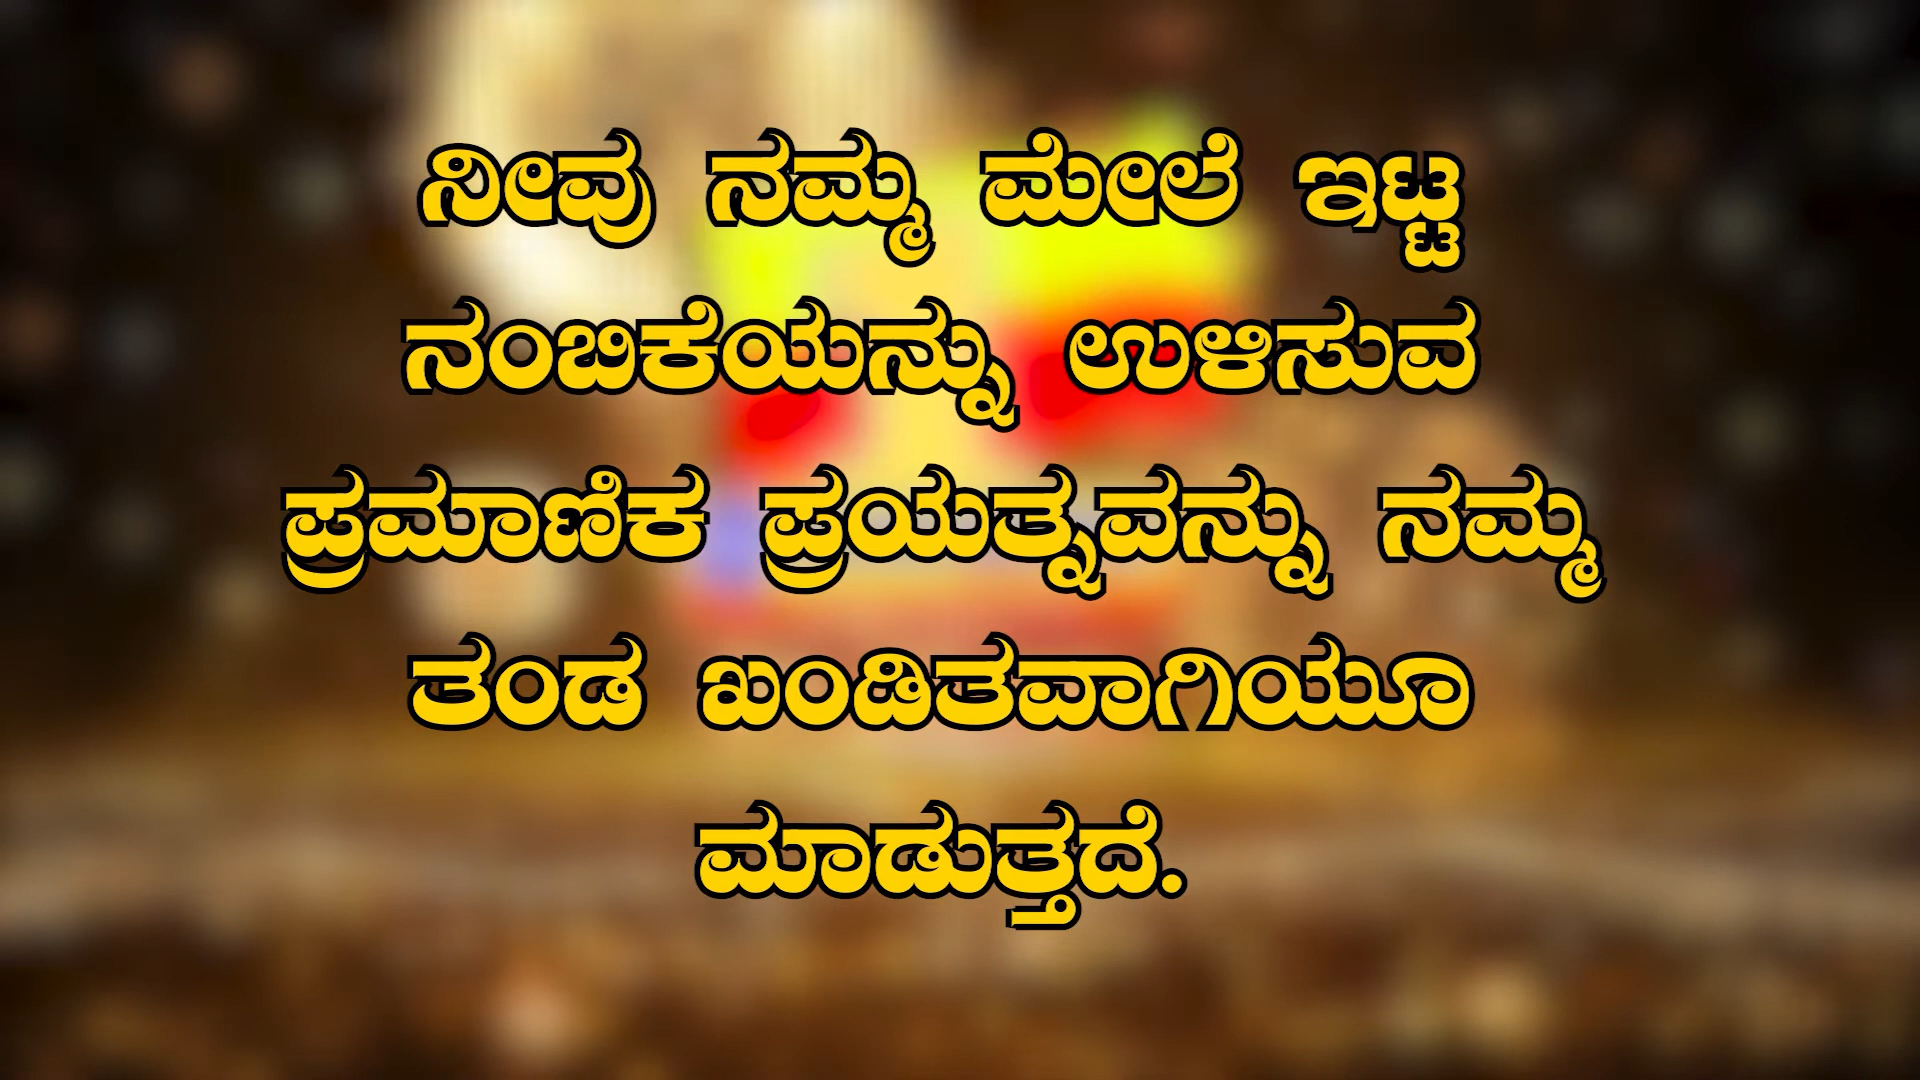 ನೀವು ನಮ್ಮ ಮೇಲೆ ಇಟ್ಟ
ನಂಬಿಕೆಯನ್ನು ಉಳಿಸುವ
ಪ್ರಮಾಣಿಕ ಪ್ರಯತ್ನವನ್ನು ನಮ್ಮ
ತಂಡ ಖಂಡಿತವಾಗಿಯೂ
ಮಾಡುತ್ತದೆ.